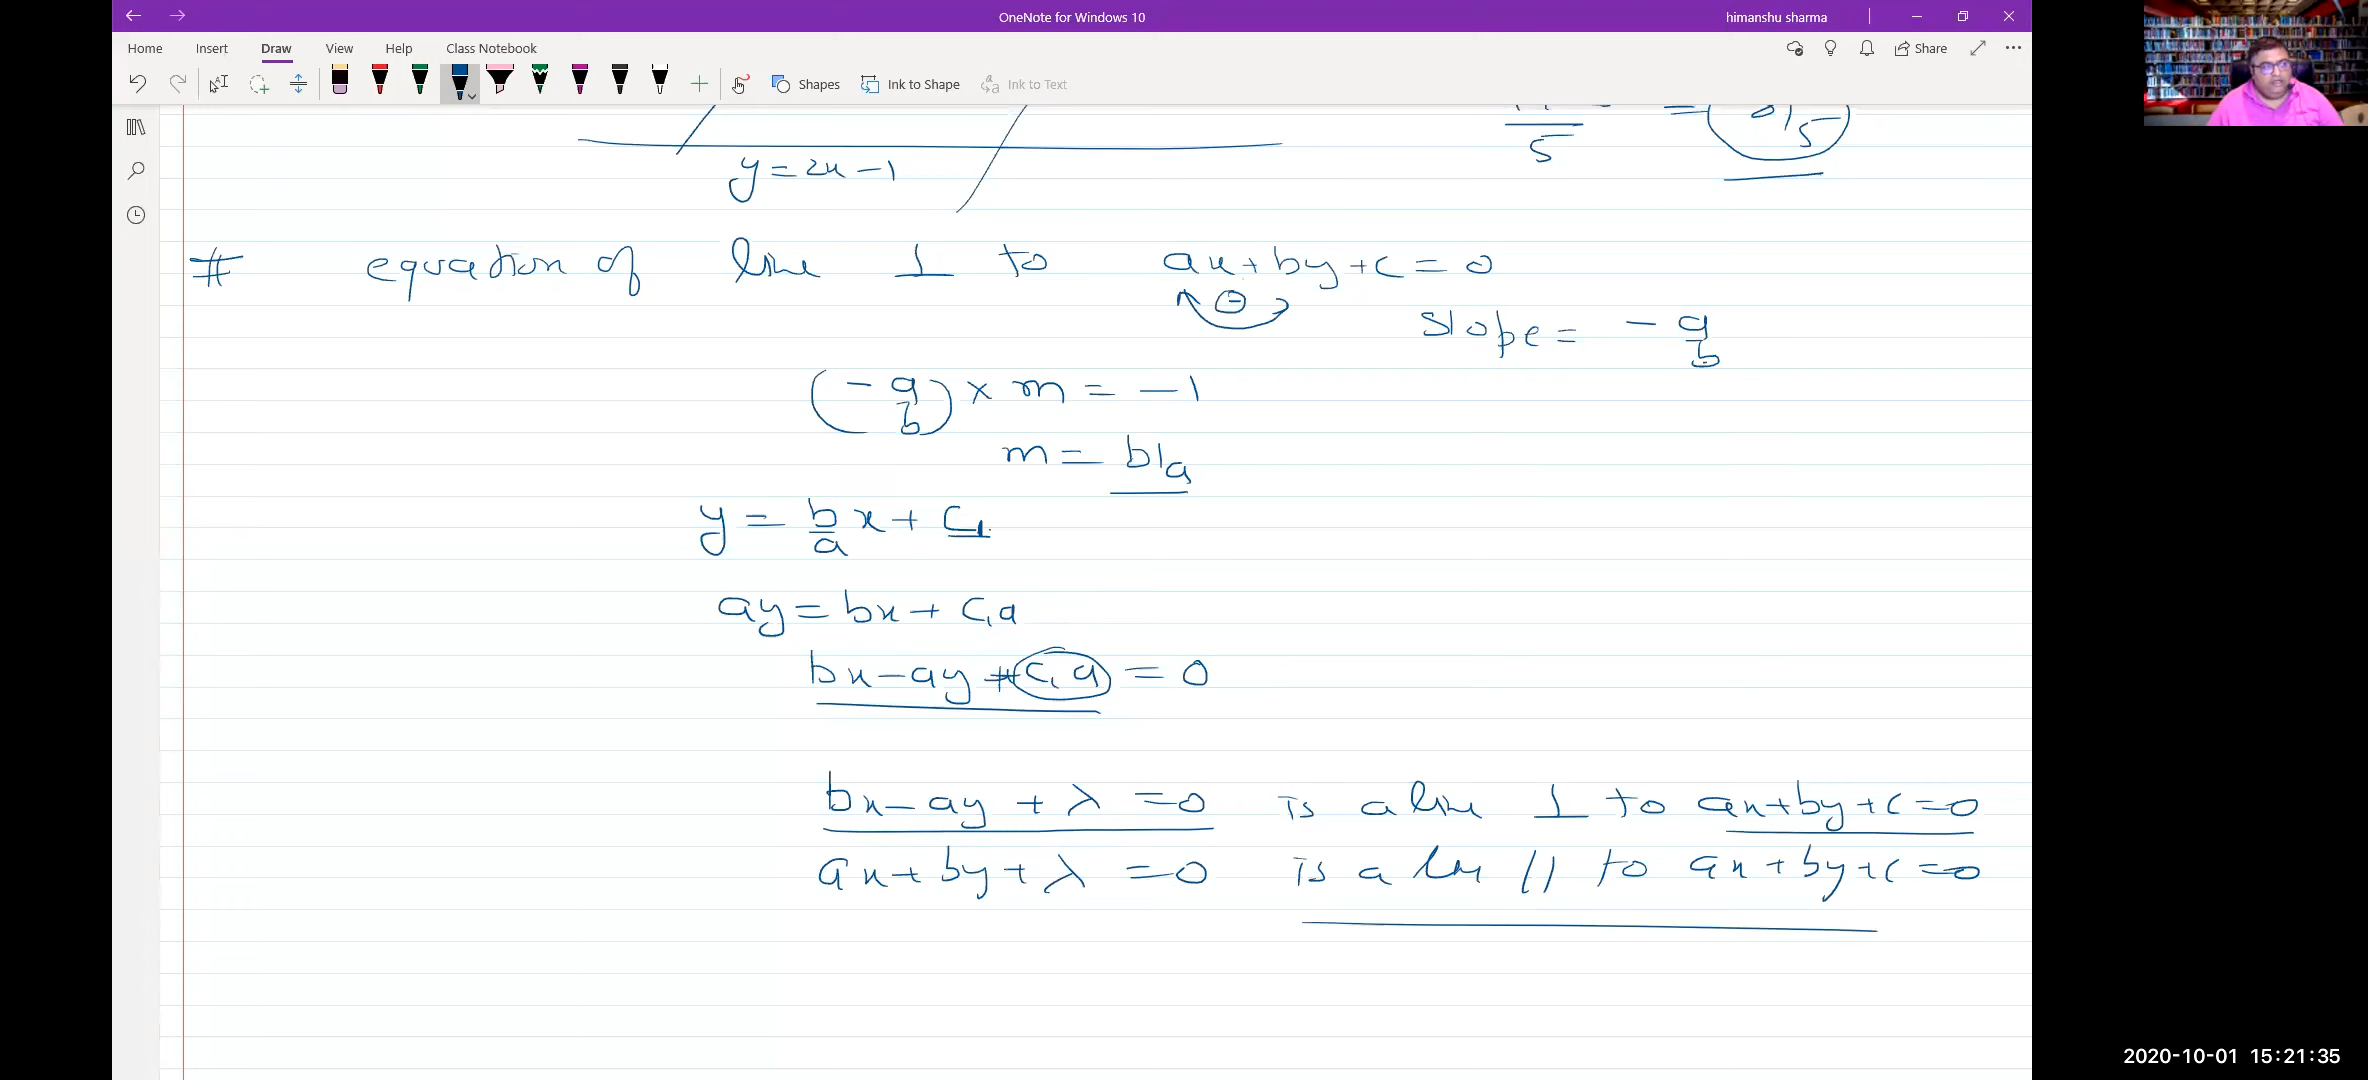 OneNote for Windows 10
himanshu sharma
Home Insert Draw View Help Class Notebook
Share
Shapes Ink to Shape Ink to Text
5 = 8/5
y = 2x - 1
# equation of line ⊥ to ax + by + c = 0
slope = - a/b
(- a/b) × m = - 1
m = b/a
y = b/a x + c₁
ay = bx + c₁a
bx - ay + c₁a = 0
bx - ay + λ = 0 is a line ⊥ to ax + by + c = 0
ax + by + λ = 0 is a line // to ax + by + c = 0
2020-10-01 15:21:35